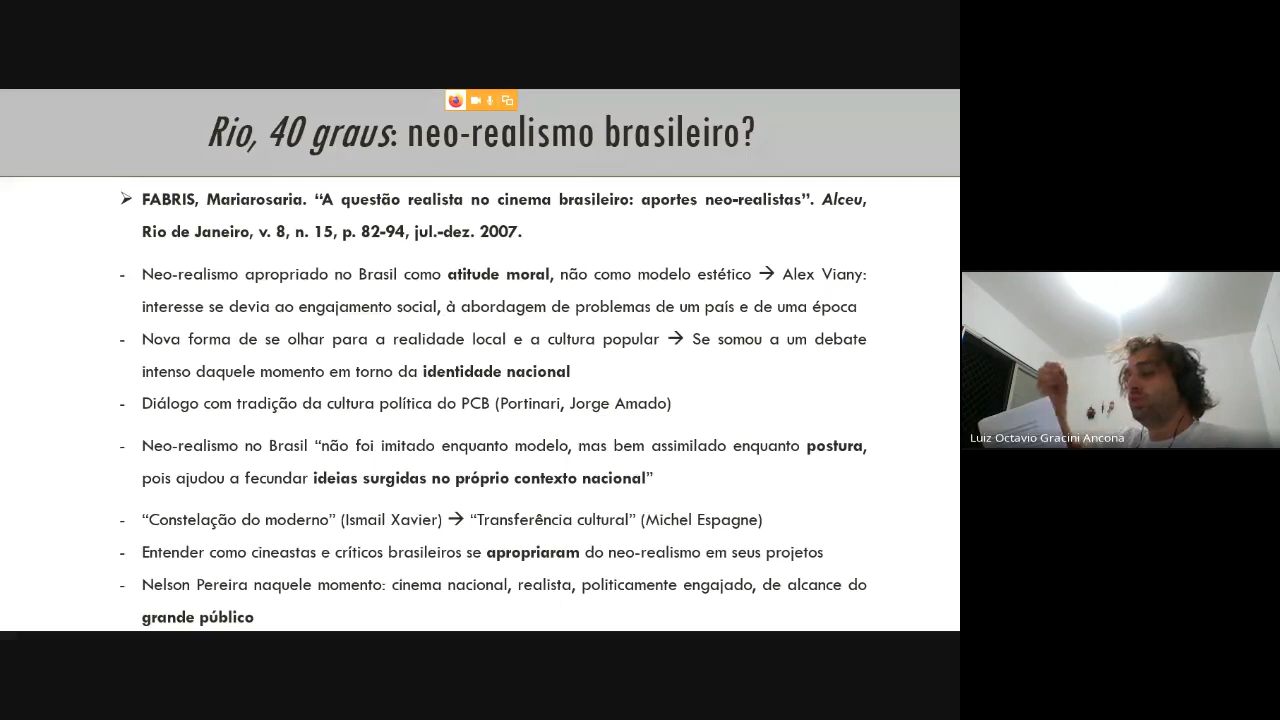 Rio, 40 graus: neo-realismo brasileiro?
➢ FABRIS, Mariarosaria. “A questão realista no cinema brasileiro: aportes neo-realistas”. Alceu,
Rio de Janeiro, v. 8, n. 15, p. 82-94, jul.-dez. 2007.
- Neo-realismo apropriado no Brasil como atitude moral, não como modelo estético → Alex Viany:
interesse se devia ao engajamento social, à abordagem de problemas de um país e de uma época
- Nova forma de se olhar para a realidade local e a cultura popular → Se somou a um debate
intenso daquele momento em torno da identidade nacional
- Diálogo com tradição da cultura política do PCB (Portinari, Jorge Amado)
- Neo-realismo no Brasil “não foi imitado enquanto modelo, mas bem assimilado enquanto postura,
pois ajudou a fecundar ideias surgidas no próprio contexto nacional”
- “Constelação do moderno” (Ismail Xavier) → “Transferência cultural” (Michel Espagne)
- Entender como cineastas e críticos brasileiros se apropriaram do neo-realismo em seus projetos
- Nelson Pereira naquele momento: cinema nacional, realista, politicamente engajado, de alcance do
grande público
Luiz Octavio Gracini Ancona